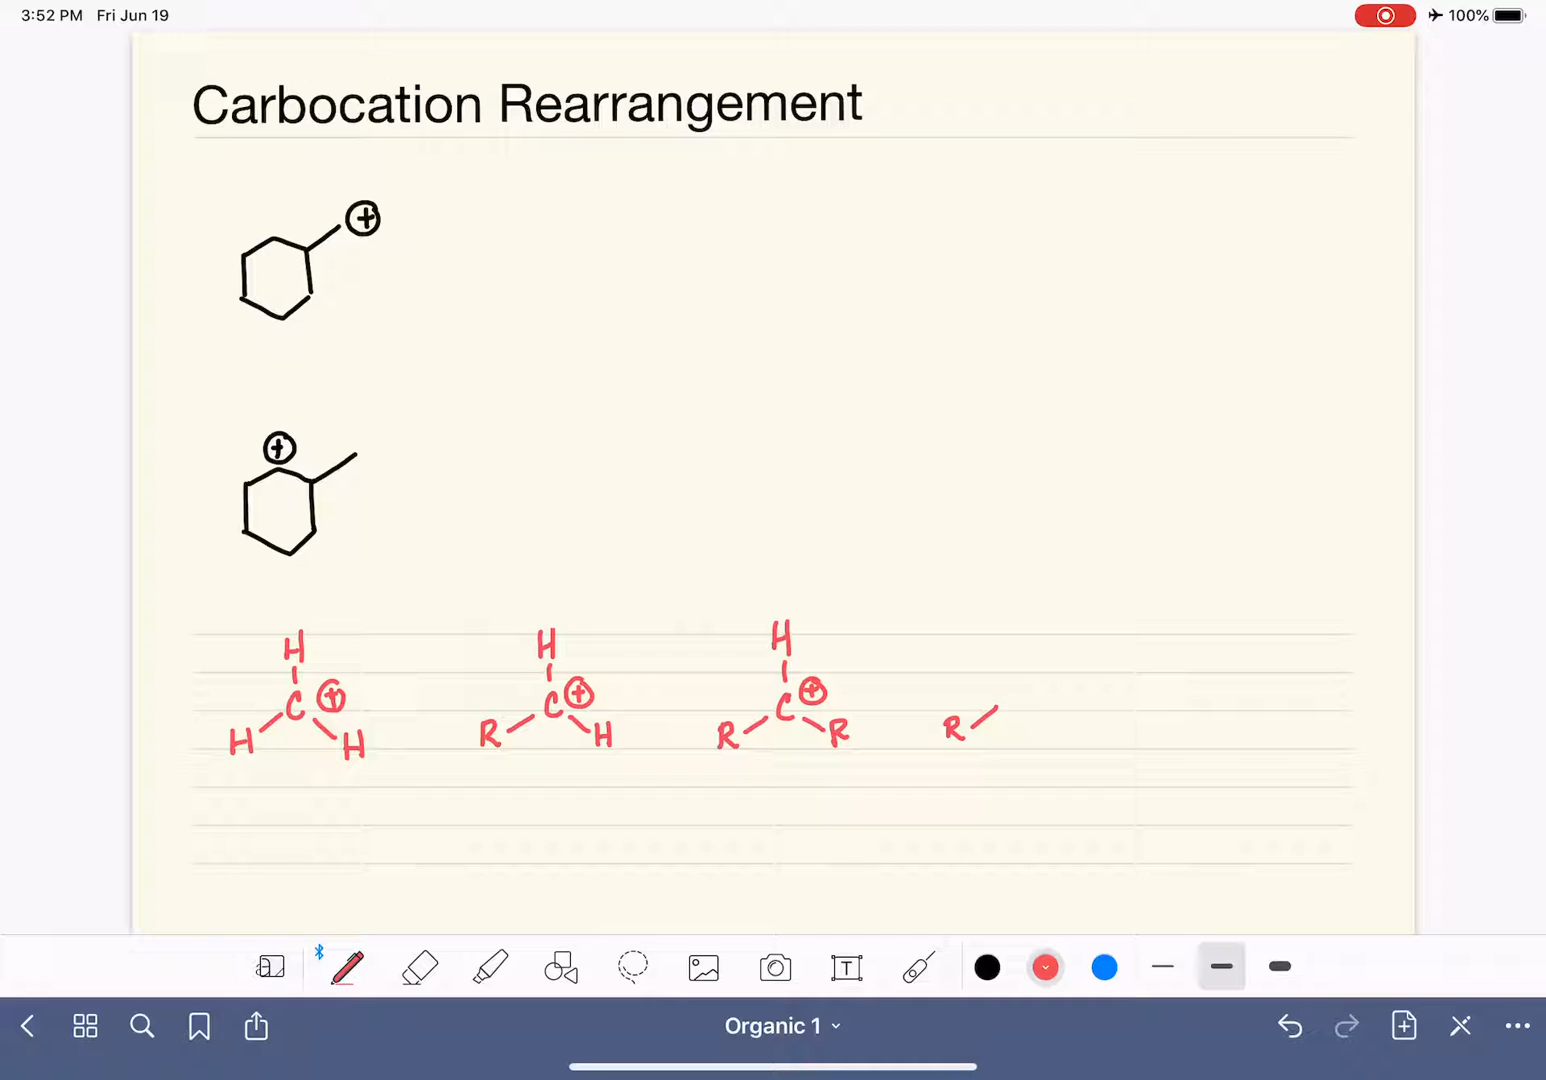 3:52 PM Fri Jun 19
100%
Carbocation Rearrangement
+
+
H H H
C + C + C +
H H R H R R R
T
Organic 1